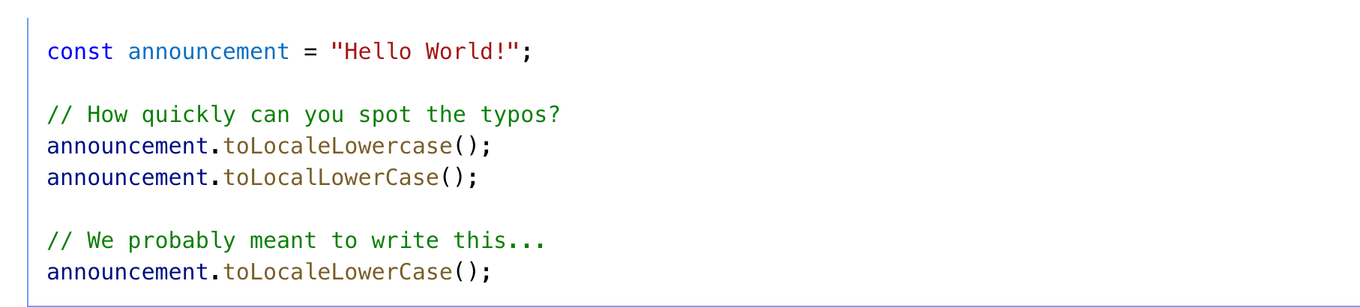 const announcement = "Hello World!";
// How quickly can you spot the typos?
announcement.toLocaleLowercase();
announcement.toLocalLowerCase();
// We probably meant to write this...
announcement.toLocaleLowerCase();